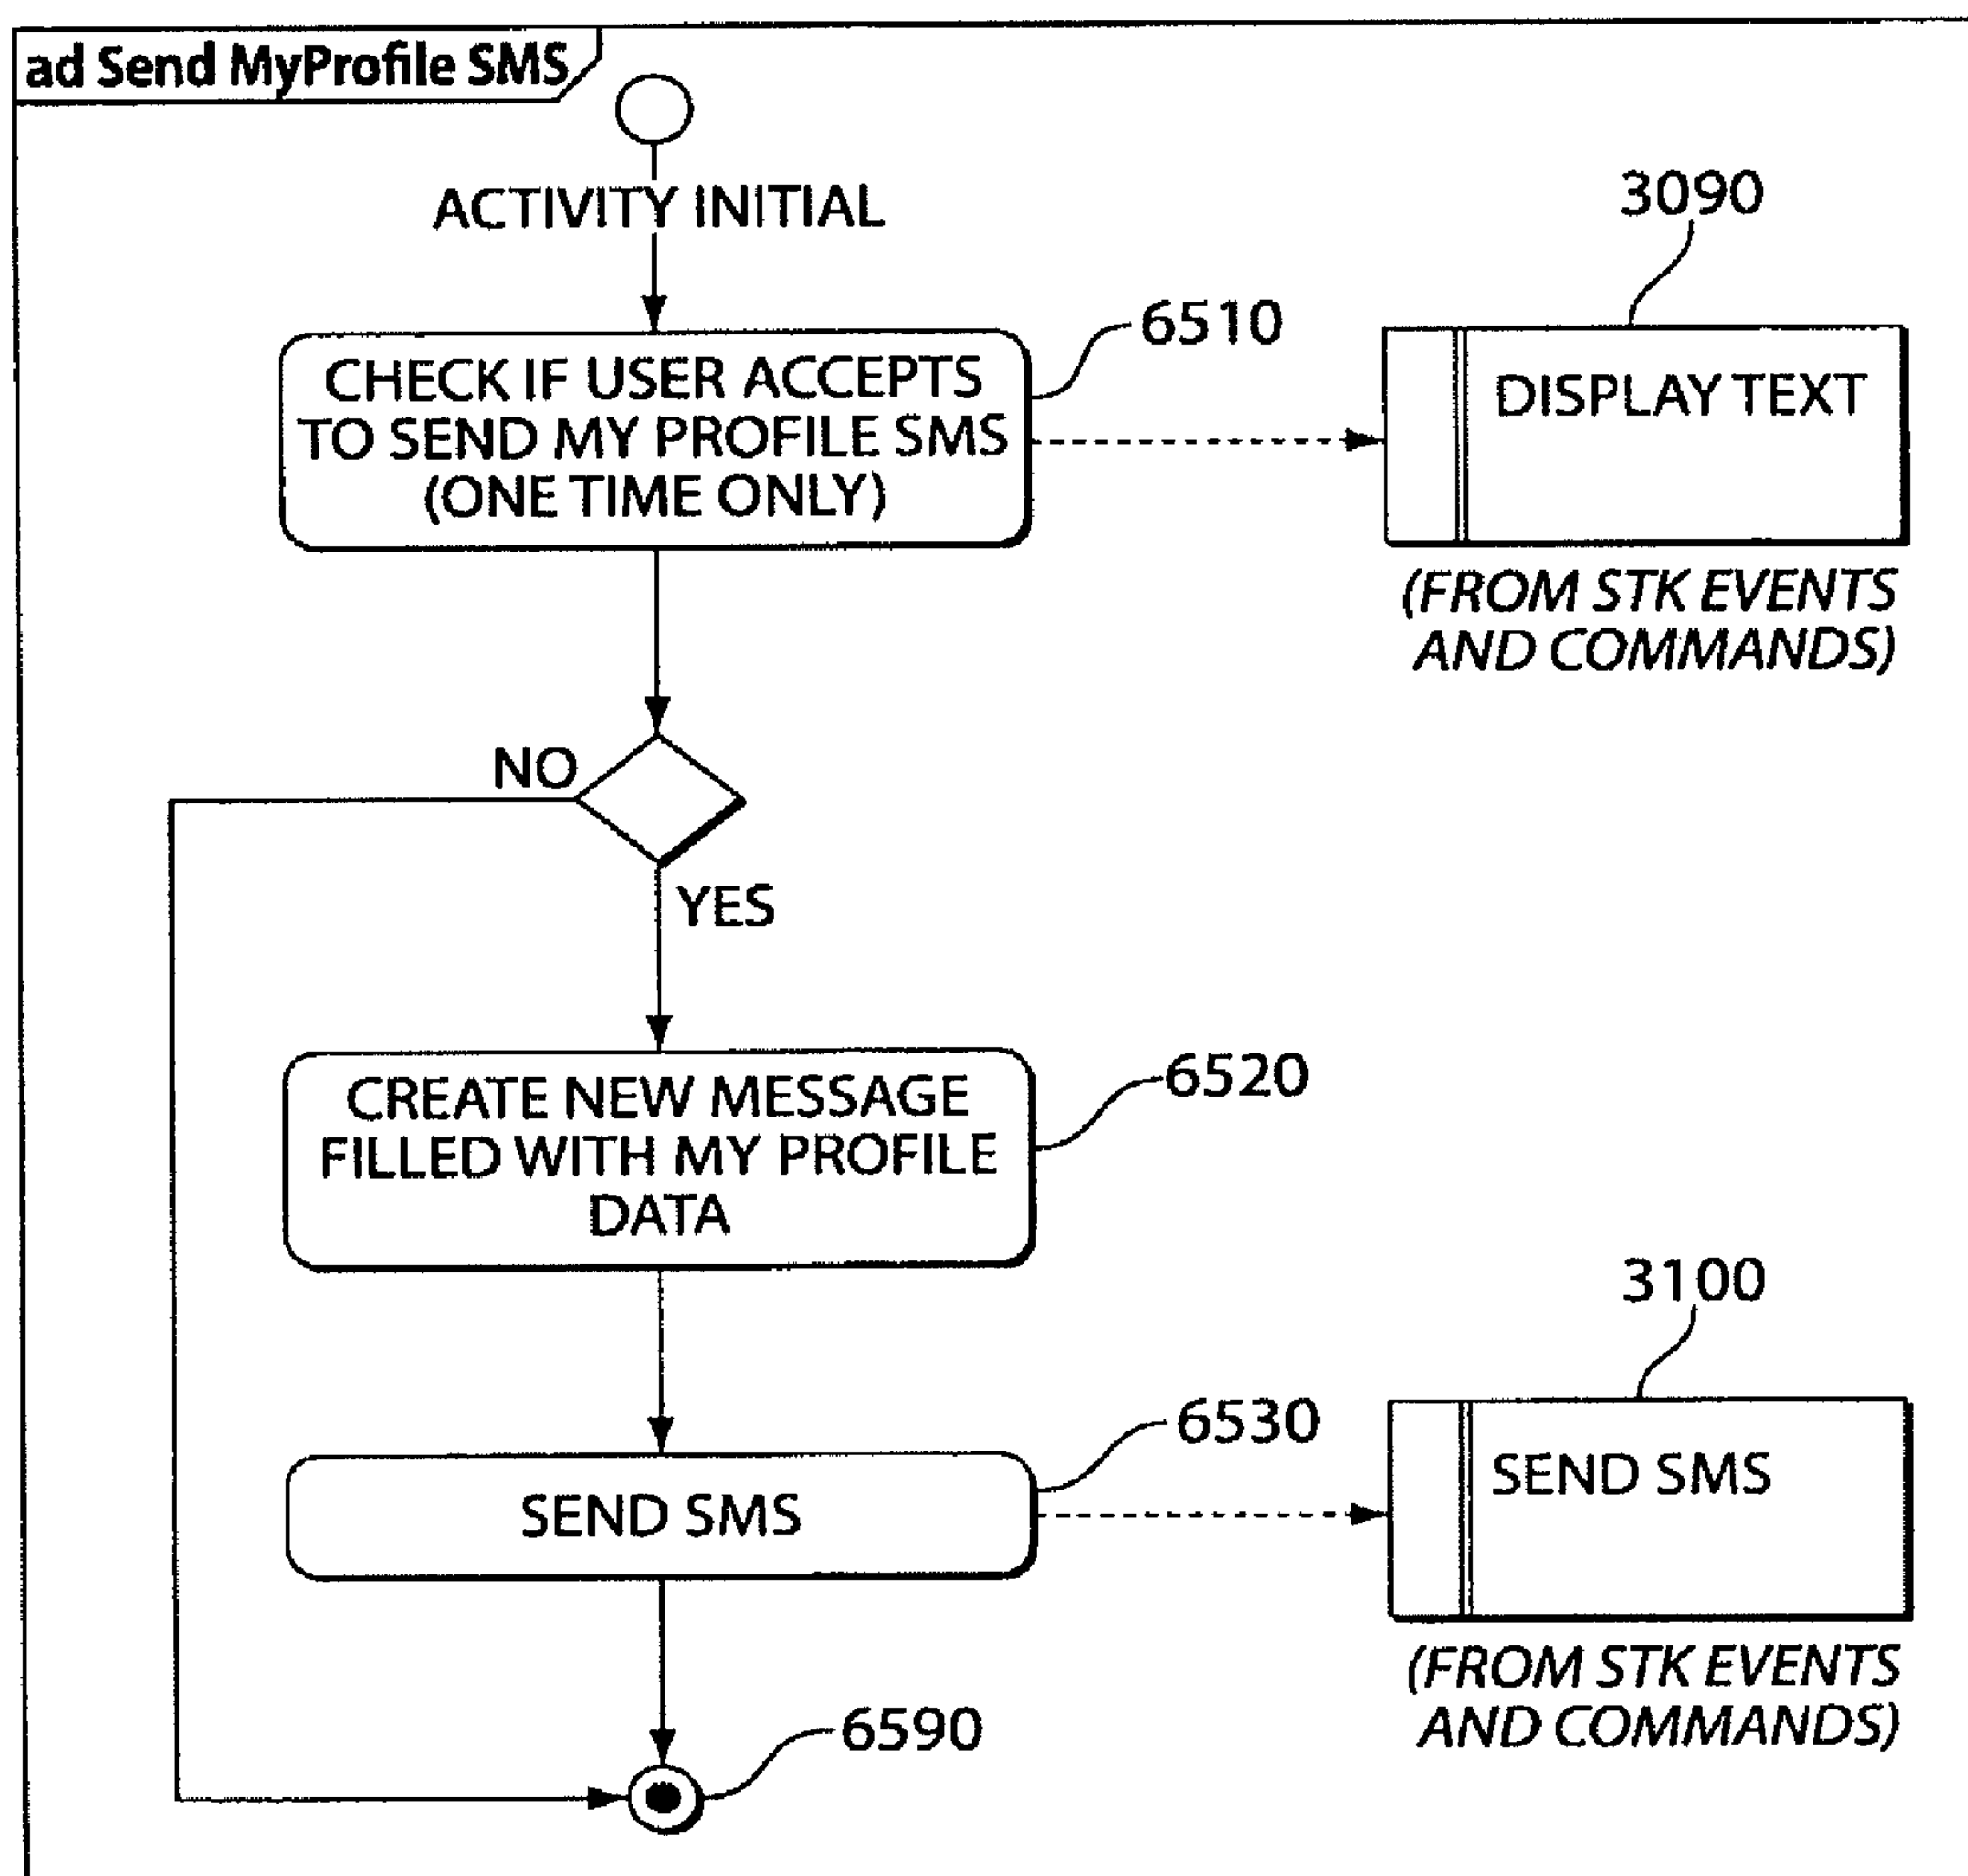 ad Send MyProfile SMS
ACTIVITY INITIAL
3090
6510
CHECK IF USER ACCEPTS
TO SEND MY PROFILE SMS
(ONE TIME ONLY)
DISPLAY TEXT
(FROM STK EVENTS
AND COMMANDS)
NO
YES
6520
CREATE NEW MESSAGE
FILLED WITH MY PROFILE
DATA
3100
6530
SEND SMS
SEND SMS
(FROM STK EVENTS
AND COMMANDS)
6590